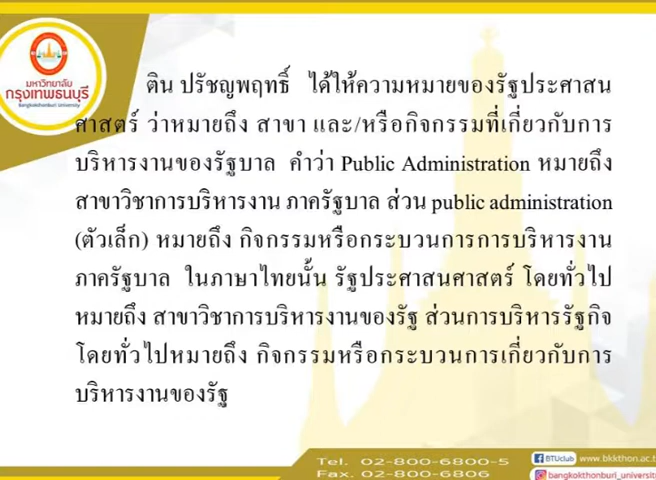 มหาวิทยาลัย
กรุงเทพธนบุรี
Bangkokthonburi University
ติน ปรัชญพฤทธิ์ ได้ให้ความหมายของรัฐประศาสน
ศาสตร์ ว่าหมายถึง สาขา และ/หรือกิจกรรมที่เกี่ยวกับการ
บริหารงานของรัฐบาล คำว่า Public Administration หมายถึง
สาขาวิชาการบริหารงาน ภาครัฐบาล ส่วน public administration
(ตัวเล็ก) หมายถึง กิจกรรมหรือกระบวนการการบริหารงาน
ภาครัฐบาล ในภาษาไทยนั้น รัฐประศาสนศาสตร์ โดยทั่วไป
หมายถึง สาขาวิชาการบริหารงานของรัฐ ส่วนการบริหารรัฐกิจ
โดยทั่วไปหมายถึง กิจกรรมหรือกระบวนการเกี่ยวกับการ
บริหารงานของรัฐ
Tel. 02-800-6800-5
BTUclub www.bkkthon.ac.t
Fax. 02-800-6806
bangkokthonburi_universit